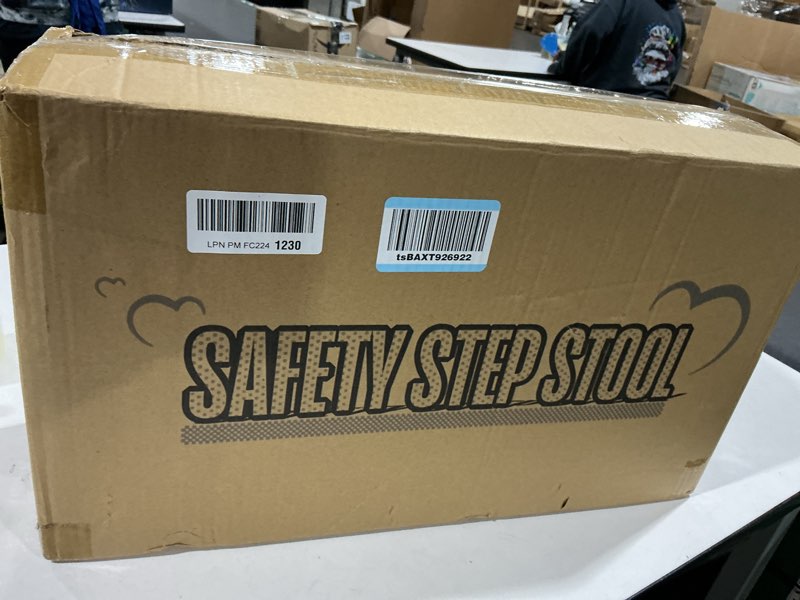 LPN PM FC224 1230
tsBAXT926922
SAFETY STEP STOOL